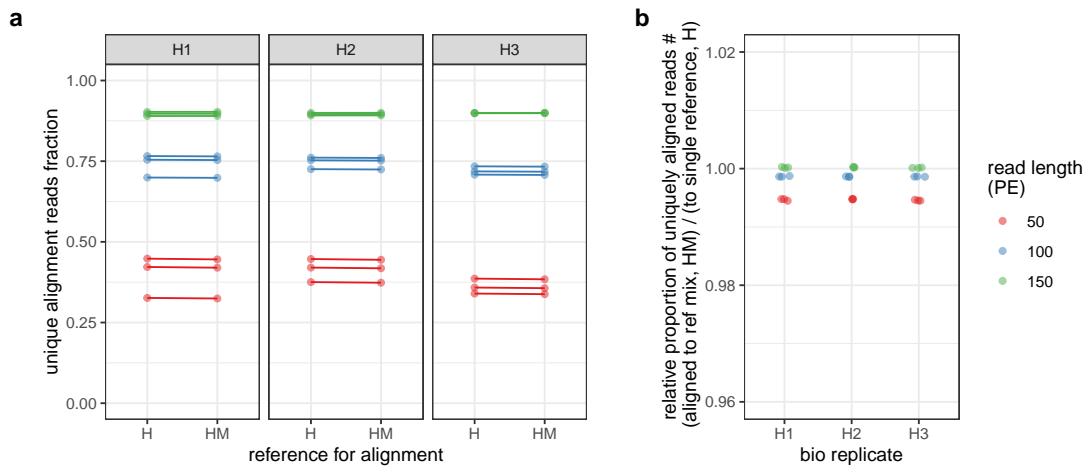 a
H1
H2
H3
unique alignment reads fraction
1.00
0.75
0.50
0.25
0.00
H
HM
H
HM
H
HM
reference for alignment
b
relative proportion of uniquely aligned reads #
(aligned to ref mix, HM) / (to single reference, H)
1.02
1.00
0.98
0.96
H1
H2
H3
bio replicate
read length
(PE)
50
100
150